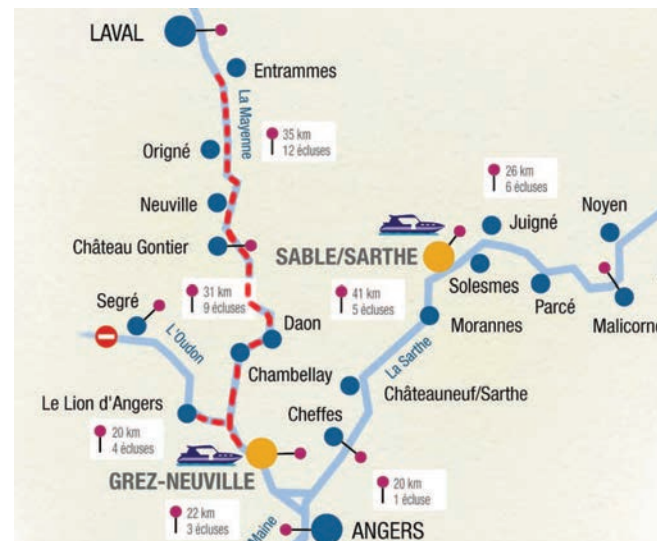 LAVAL
Entrammes
La Mayenne
35 km
12 écluses
Origné
26 km
6 écluses
Neuville
Juigné
Noyen
Château Gontier
SABLE/SARTHE
Solesmes
31 km
9 écluses
41 km
5 écluses
Parcé
Malicorne
Segré
L'Oudon
Daon
Morannes
La Sarthe
Chambellay
Châteauneuf/Sarthe
Le Lion d'Angers
Cheffes
20 km
4 écluses
GREZ-NEUVILLE
20 km
1 écluse
22 km
3 écluses
Maine
ANGERS